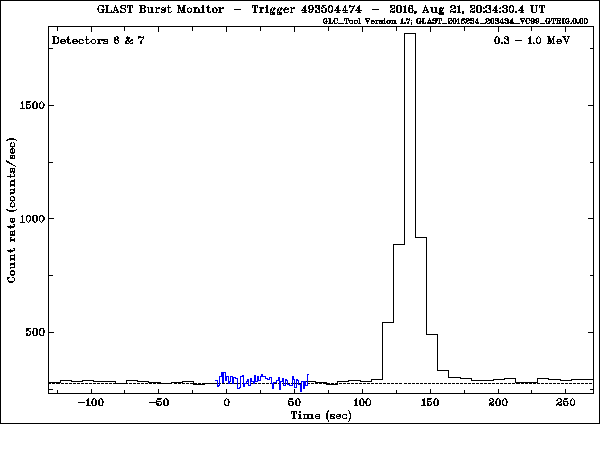 GLAST Burst Monitor - Trigger 493504474 - 2016, Aug 21, 20:34:30.4 UT
GLC_Tool Version 1.7; GLAST_2016234_203434_VC09_GTRIG.0.00
Detectors 6 & 7
0.3 - 1.0 MeV
Count rate (counts/sec)
1500
1000
500
-100 -50 0 50 100 150 200 250
Time (sec)